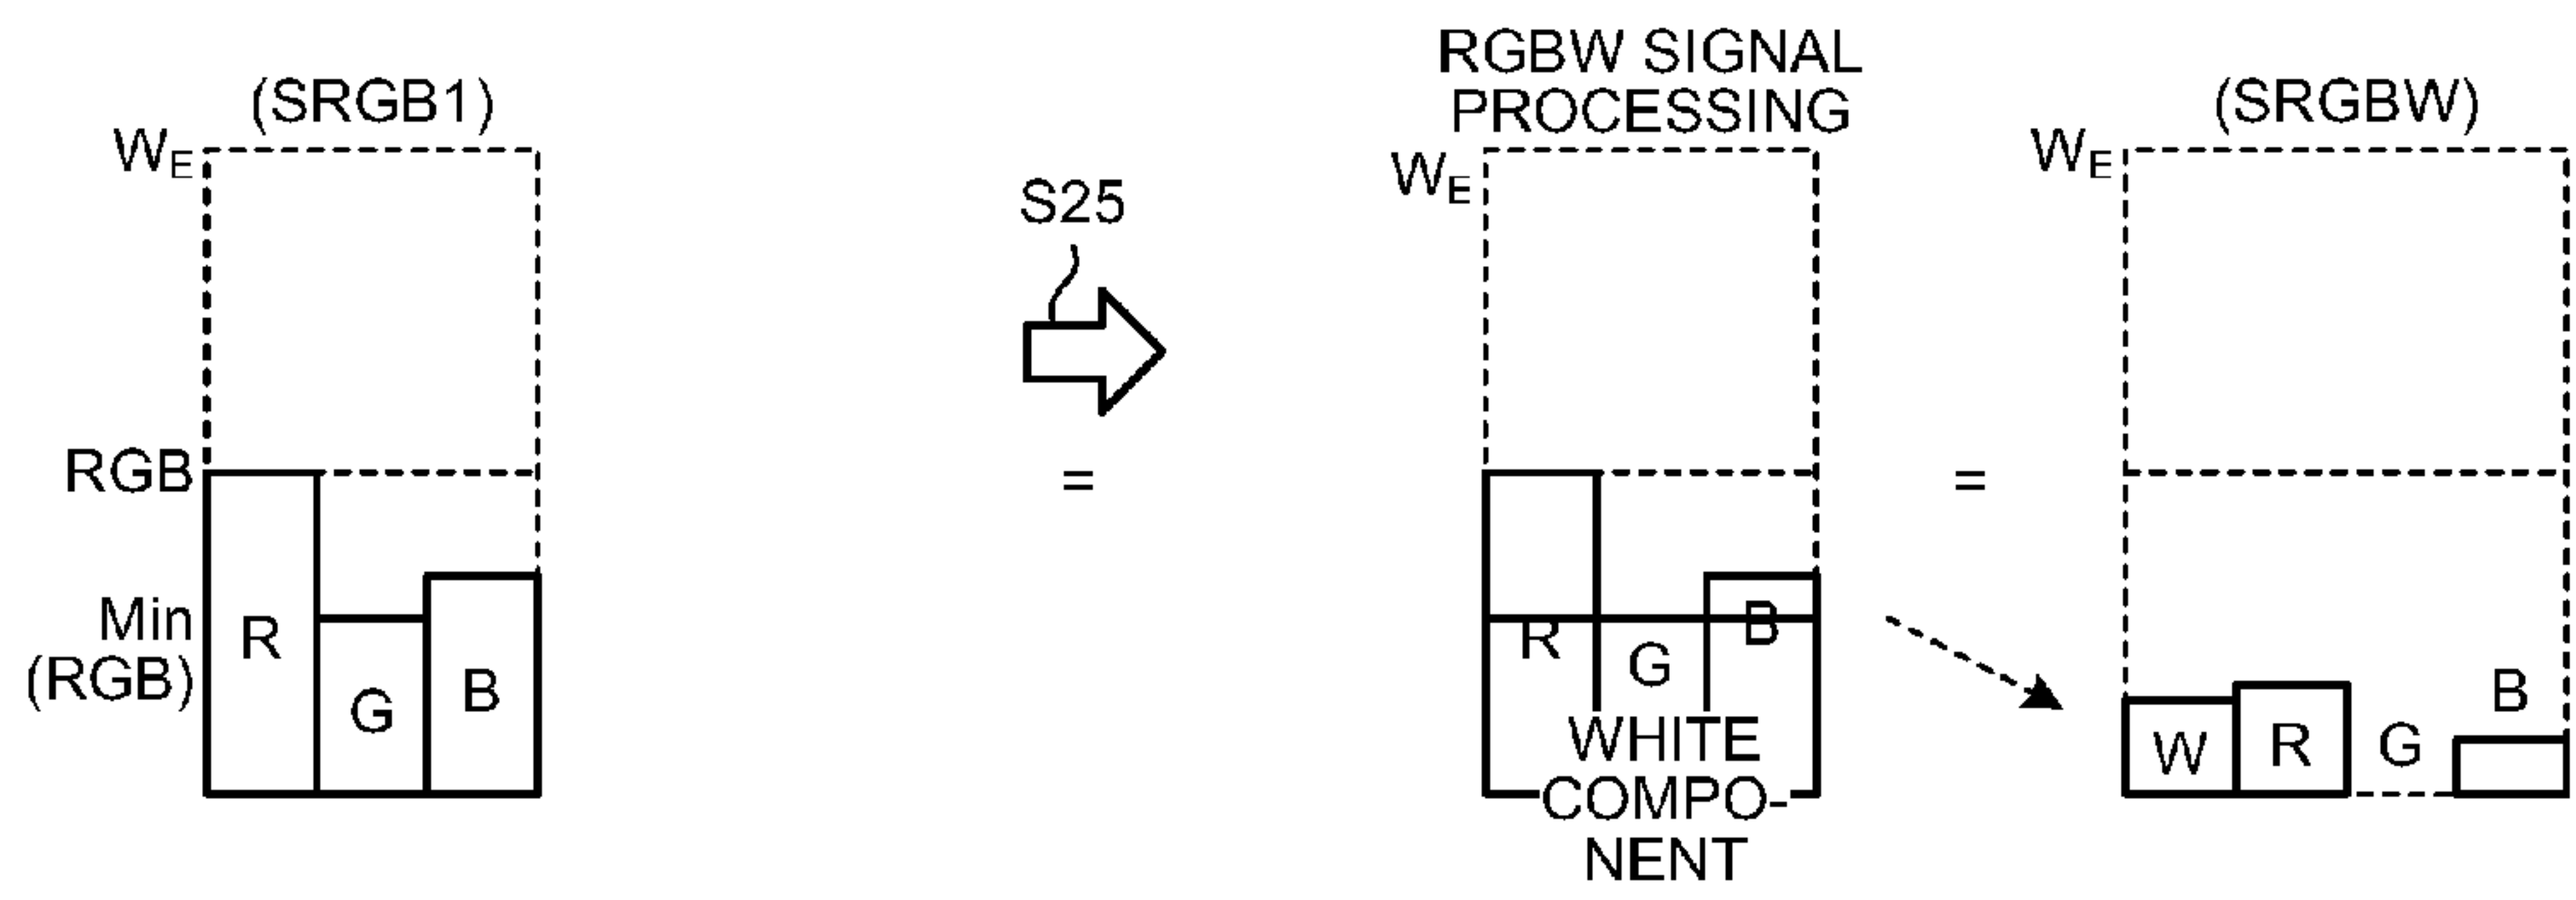 (SRGB1)
WE
RGB
Min
(RGB)
R
G
B
S25
=
RGBW SIGNAL
PROCESSING
WE
R
G
B
WHITE
COMPO-
NENT
=
(SRGBW)
WE
W
R
G
B